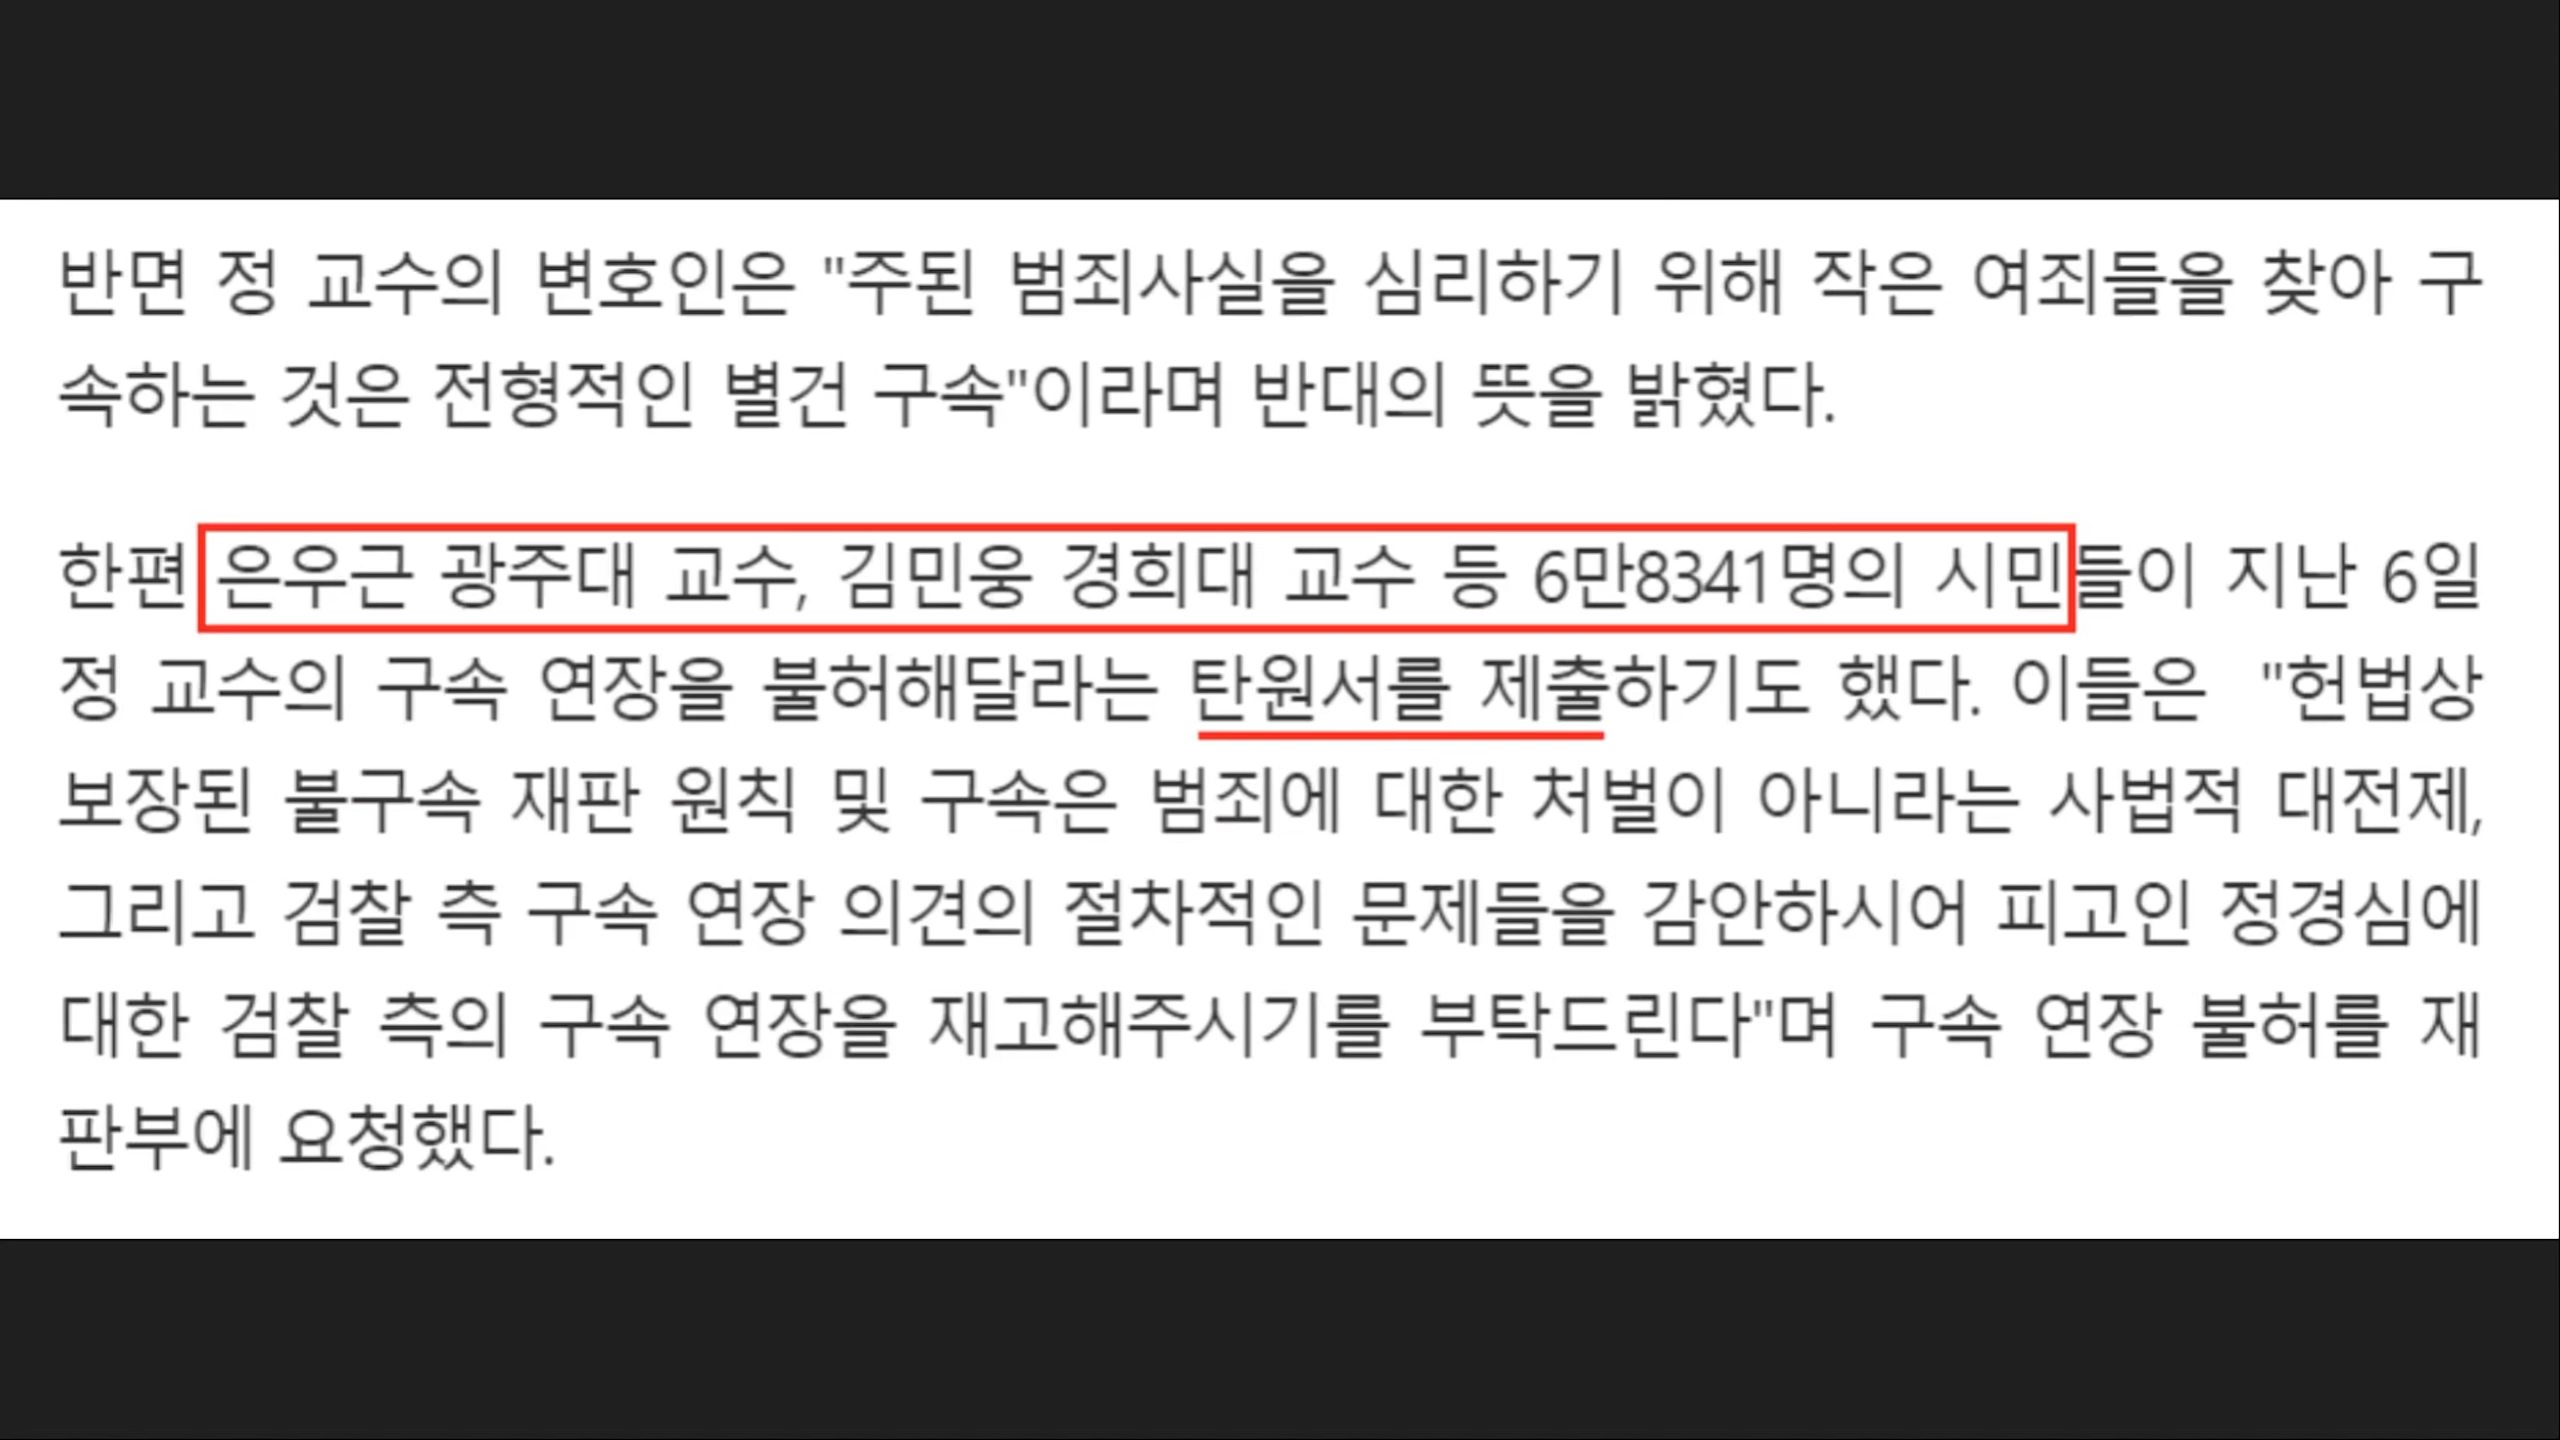 반면 정 교수의 변호인은 "주된 범죄사실을 심리하기 위해 작은 여죄들을 찾아 구
속하는 것은 전형적인 별건 구속"이라며 반대의 뜻을 밝혔다.
한편 은우근 광주대 교수, 김민웅 경희대 교수 등 6만8341명의 시민들이 지난 6일
정 교수의 구속 연장을 불허해달라는 탄원서를 제출하기도 했다. 이들은 "헌법상
보장된 불구속 재판 원칙 및 구속은 범죄에 대한 처벌이 아니라는 사법적 대전제,
그리고 검찰 측 구속 연장 의견의 절차적인 문제들을 감안하시어 피고인 정경심에
대한 검찰 측의 구속 연장을 재고해주시기를 부탁드린다"며 구속 연장 불허를 재
판부에 요청했다.